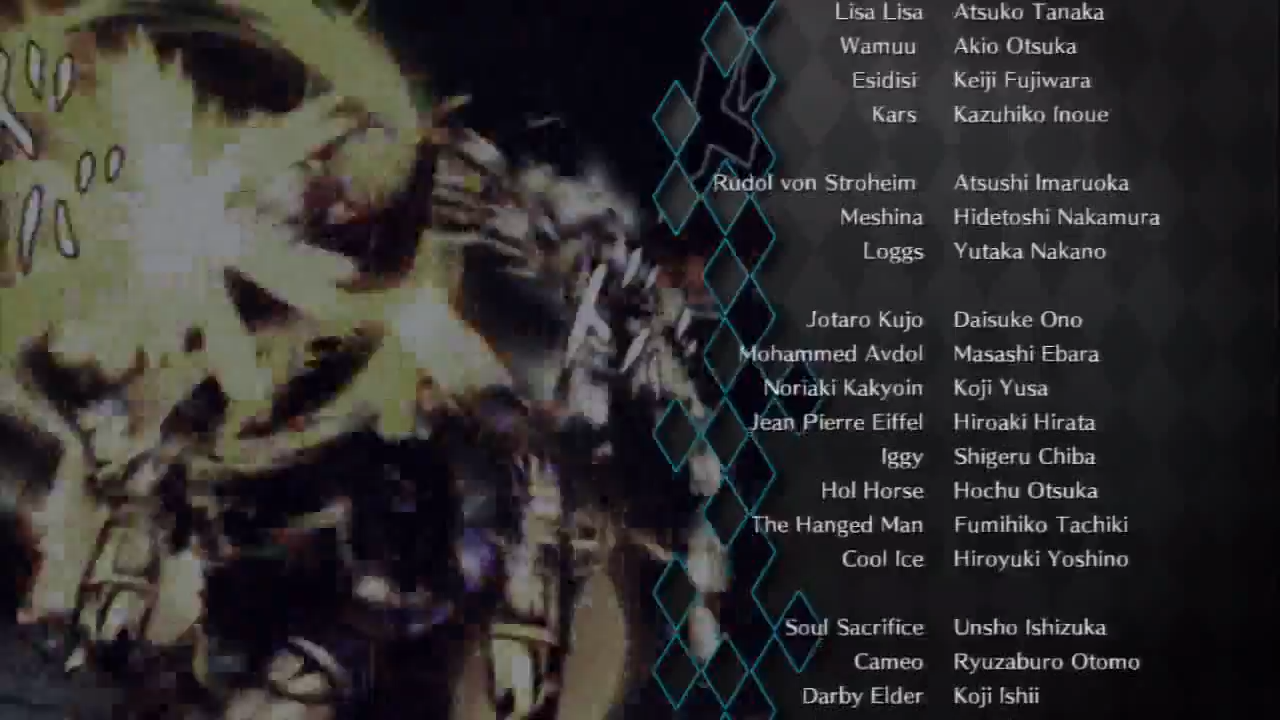 Lisa Lisa Atsuko Tanaka
Wamuu Akio Otsuka
Esidisi Keiji Fujiwara
Kars Kazuhiko Inoue
Rudol von Stroheim Atsushi Imaruoka
Meshina Hidetoshi Nakamura
Loggs Yutaka Nakano
Jotaro Kujo Daisuke Ono
Mohammed Avdol Masashi Ebara
Noriaki Kakyoin Koji Yusa
Jean Pierre Eiffel Hiroaki Hirata
Iggy Shigeru Chiba
Hol Horse Hochu Otsuka
The Hanged Man Fumihiko Tachiki
Cool Ice Hiroyuki Yoshino
Soul Sacrifice Unsho Ishizuka
Cameo Ryuzaburo Otomo
Darby Elder Koji Ishii